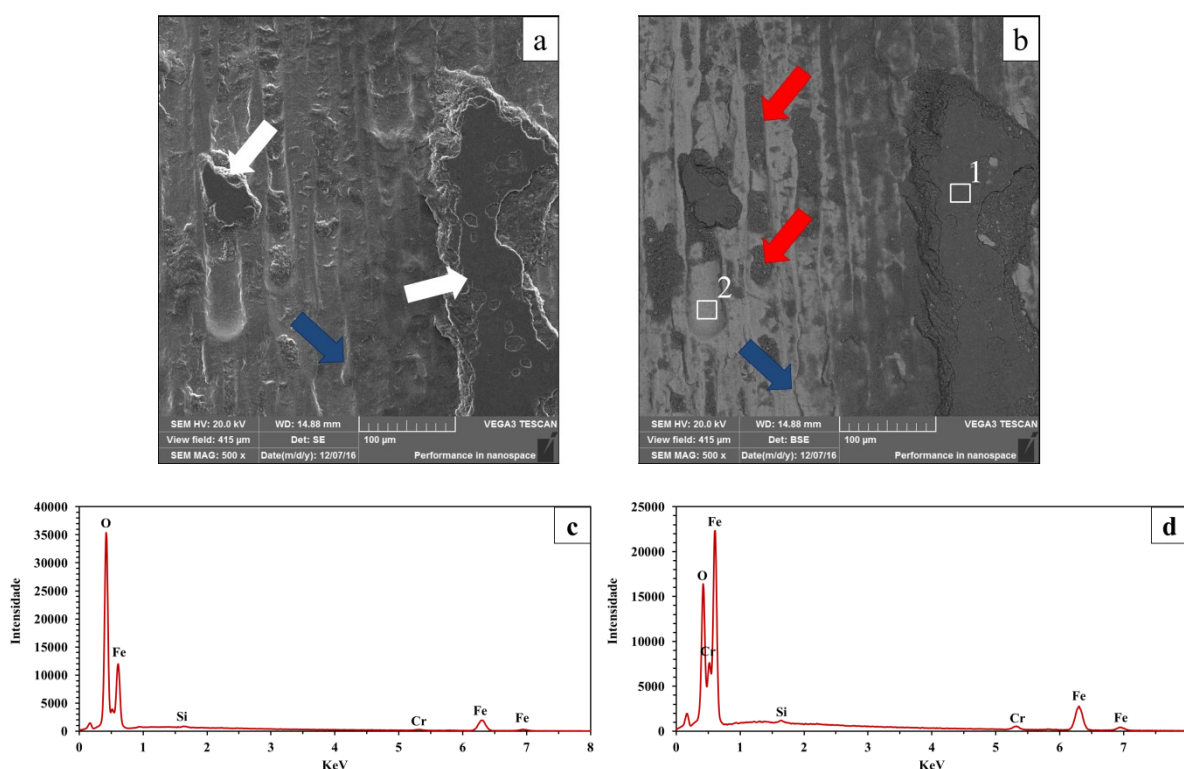 a
SEM HV: 20.0 kV WD: 14.88 mm VEGA3 TESCAN
View field: 415 µm Det: SE 100 µm
SEM MAG: 500 x Date(m/d/y): 12/07/16 Performance in nanospace
b
1
2
SEM HV: 20.0 kV WD: 14.88 mm VEGA3 TESCAN
View field: 415 µm Det: BSE 100 µm
SEM MAG: 500 x Date(m/d/y): 12/07/16 Performance in nanospace
c
Intensidade
40000
35000
30000
25000
20000
15000
10000
5000
0
O
Fe
Si
Cr
Fe
Fe
0 1 2 3 4 5 6 7 8
KeV
d
Intensidade
25000
20000
15000
10000
5000
0
Fe
O
Cr
Si
Cr
Fe
Fe
0 1 2 3 4 5 6 7
KeV